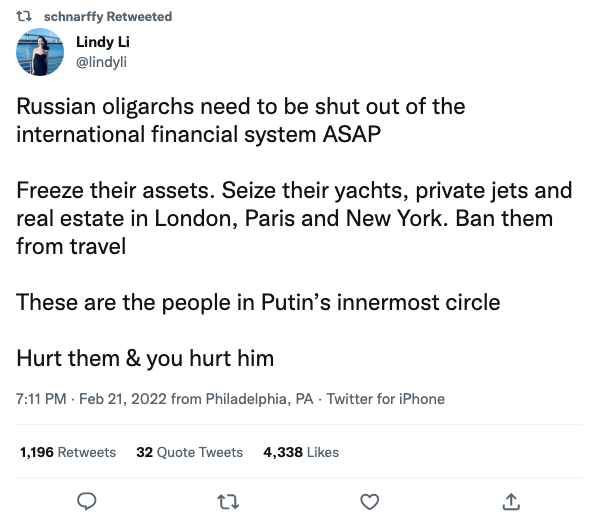 schnarffy Retweeted
Lindy Li
@lindyli
Russian oligarchs need to be shut out of the
international financial system ASAP
Freeze their assets. Seize their yachts, private jets and
real estate in London, Paris and New York. Ban them
from travel
These are the people in Putin’s innermost circle
Hurt them & you hurt him
7:11 PM · Feb 21, 2022 from Philadelphia, PA · Twitter for iPhone
1,196 Retweets 32 Quote Tweets 4,338 Likes